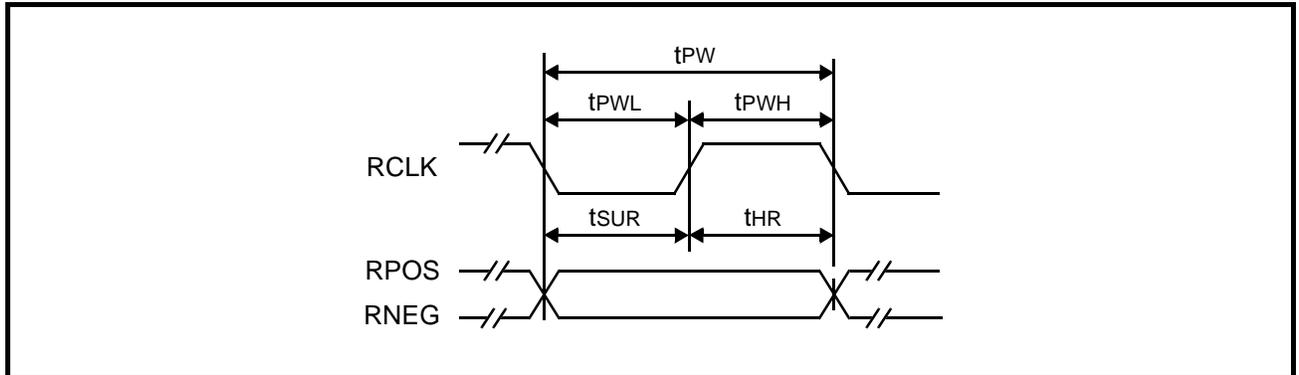 tPW
tPWL tPWH
RCLK
tSUR tHR
RPOS
RNEG